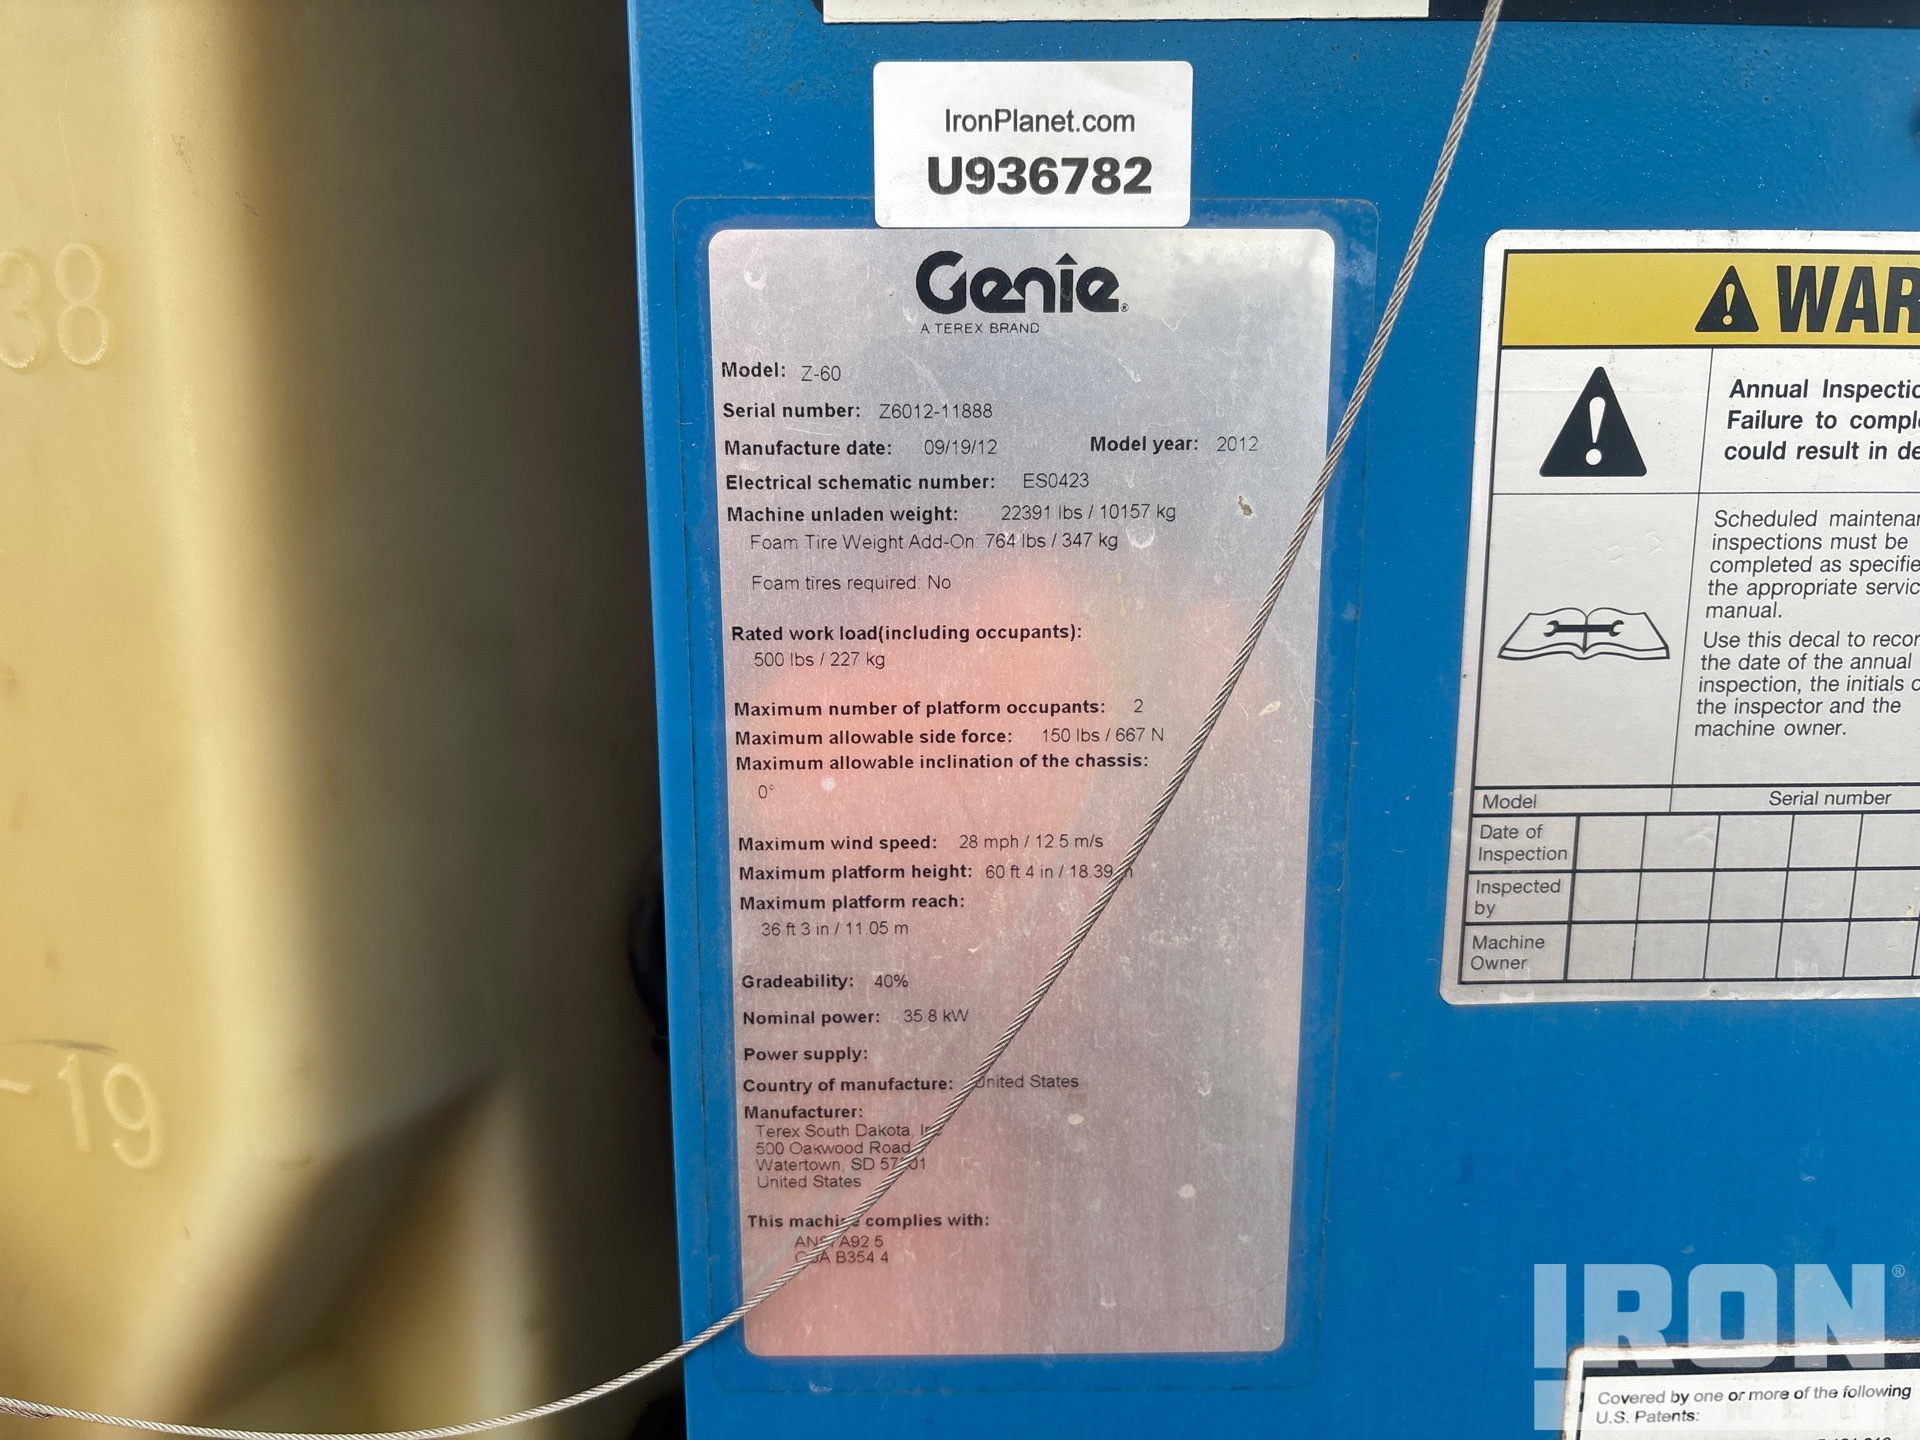 38
-19
IronPlanet.com
U936782
Genie®
A TEREX BRAND
Model: Z-60
Serial number: Z6012-11888
Manufacture date: 09/19/12 Model year: 2012
Electrical schematic number: ES0423
Machine unladen weight: 22391 lbs / 10157 kg
Foam Tire Weight Add-On: 764 lbs / 347 kg
Foam tires required: No
Rated work load(including occupants):
500 lbs / 227 kg
Maximum number of platform occupants: 2
Maximum allowable side force: 150 lbs / 667 N
Maximum allowable inclination of the chassis:
0°
Maximum wind speed: 28 mph / 12.5 m/s
Maximum platform height: 60 ft 4 in / 18.39 m
Maximum platform reach:
36 ft 3 in / 11.05 m
Gradeability: 40%
Nominal power: 35.8 kW
Power supply:
Country of manufacture: United States
Manufacturer:
Terex South Dakota, Inc
500 Oakwood Road
Watertown, SD 57201
United States
This machine complies with:
ANSI A92.5
CSA B354.4
WAR
Annual Inspectio
Failure to comple
could result in de
Scheduled maintenan
inspections must be
completed as specifie
the appropriate servic
manual.
Use this decal to recor
the date of the annual
inspection, the initials o
the inspector and the
machine owner.
Model Serial number
Date of
Inspection
Inspected
by
Machine
Owner
IRON®
Covered by one or more of the following
U.S. Patents: